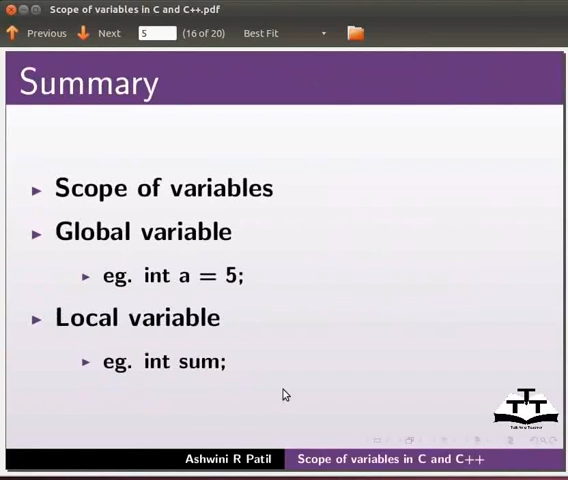 Scope of variables in C and C++.pdf
Previous Next 5 (16 of 20) Best Fit
Summary
Scope of variables
Global variable
eg. int a = 5;
Local variable
eg. int sum;
Ashwini R Patil Scope of variables in C and C++